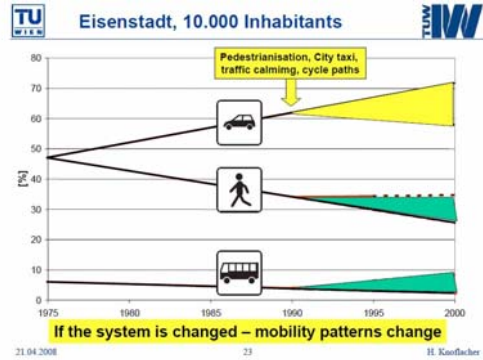 TU
WIEN
Eisenstadt, 10.000 Inhabitants
TUW
IW
Pedestrianisation, City taxi,
traffic calmimg, cycle paths
80
70
60
50
40
30
20
10
0
[%]
1975 1980 1985 1990 1995 2000
If the system is changed – mobility patterns change
21.04.2008 23 H. Knoflacher